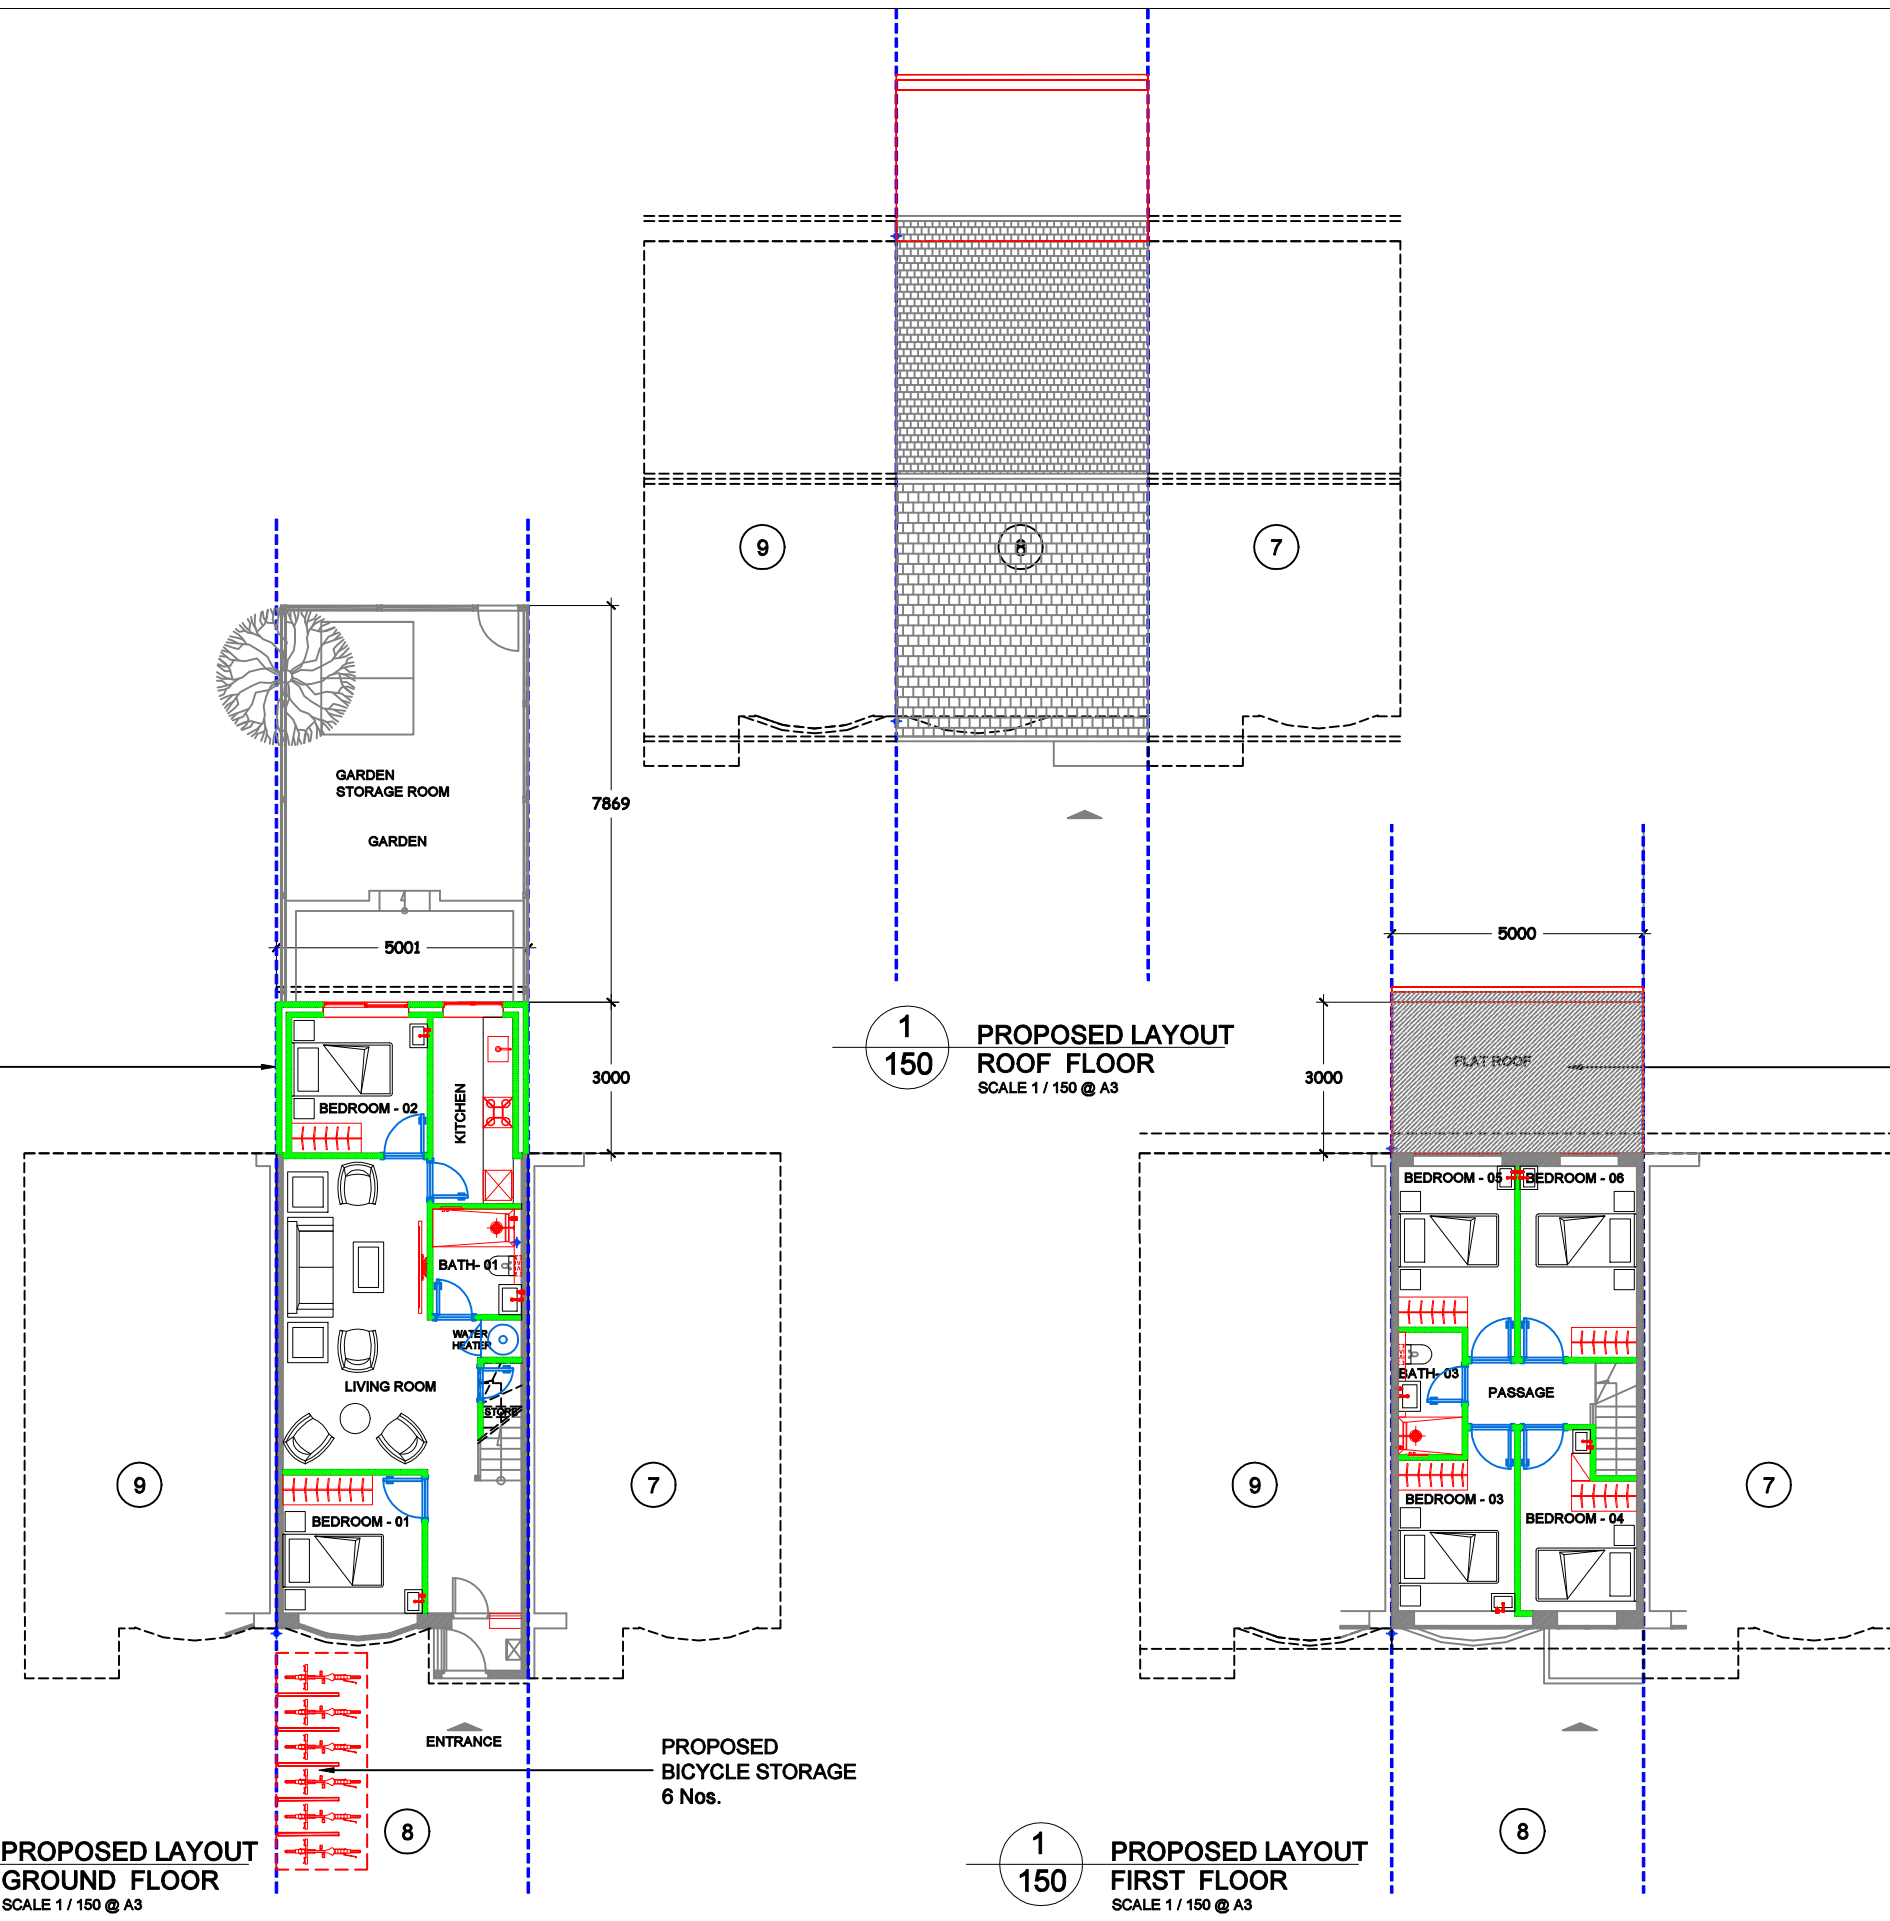 9
8
7
1
150
PROPOSED LAYOUT
ROOF FLOOR
SCALE 1 / 150 @ A3
GARDEN
STORAGE ROOM
GARDEN
7869
5001
3000
BEDROOM - 02
KITCHEN
BATH- 01
WATER
HEATER
LIVING ROOM
STORE
BEDROOM - 01
9
7
ENTRANCE
PROPOSED
BICYCLE STORAGE
6 Nos.
8
PROPOSED LAYOUT
GROUND FLOOR
SCALE 1 / 150 @ A3
5000
FLAT ROOF
3000
BEDROOM - 05
BEDROOM - 06
BATH- 03
PASSAGE
BEDROOM - 03
BEDROOM - 04
9
7
8
1
150
PROPOSED LAYOUT
FIRST FLOOR
SCALE 1 / 150 @ A3